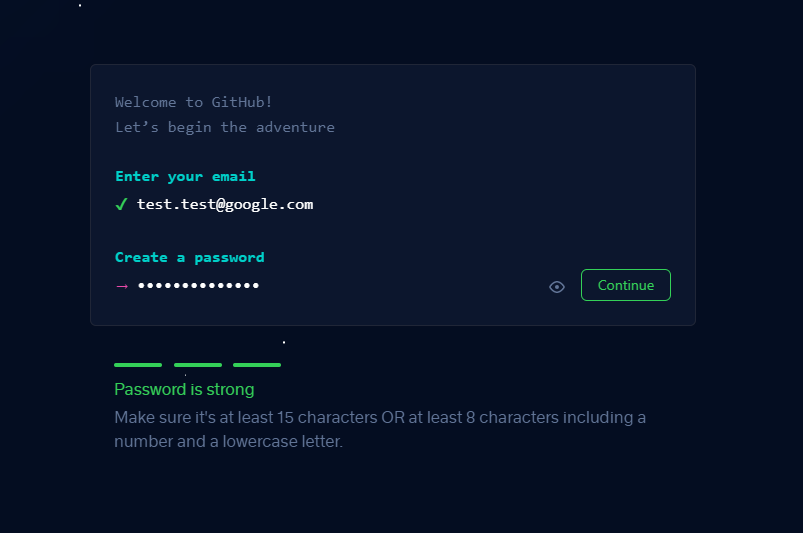 Welcome to GitHub!
Let’s begin the adventure
Enter your email
✓ test.test@google.com
Create a password
→ ••••••••••••••
Continue
Password is strong
Make sure it's at least 15 characters OR at least 8 characters including a
number and a lowercase letter.